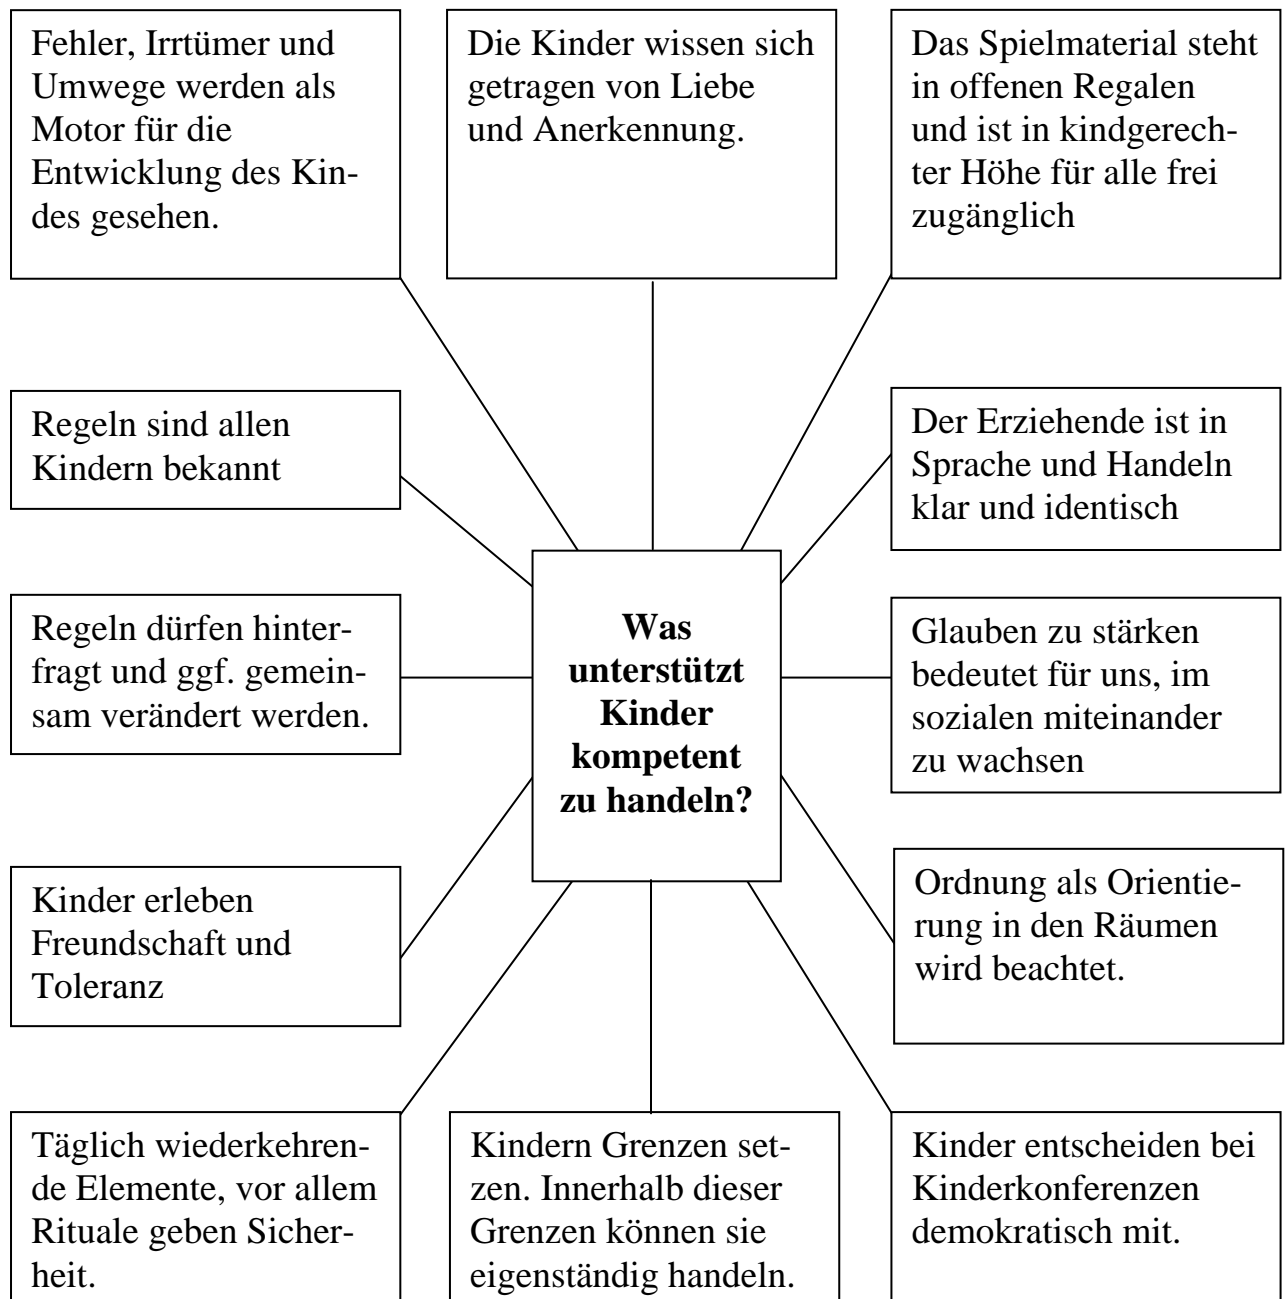 Fehler, Irrtümer und
Umwege werden als
Motor für die
Entwicklung des Kin-
des gesehen.
Die Kinder wissen sich
getragen von Liebe
und Anerkennung.
Das Spielmaterial steht
in offenen Regalen
und ist in kindgerech-
ter Höhe für alle frei
zugänglich
Regeln sind allen
Kindern bekannt
Der Erziehende ist in
Sprache und Handeln
klar und identisch
Regeln dürfen hinter-
fragt und ggf. gemein-
sam verändert werden.
Was
unterstützt
Kinder
kompetent
zu handeln?
Glauben zu stärken
bedeutet für uns, im
sozialen miteinander
zu wachsen
Kinder erleben
Freundschaft und
Toleranz
Ordnung als Orientie-
rung in den Räumen
wird beachtet.
Täglich wiederkehren-
de Elemente, vor allem
Rituale geben Sicher-
heit.
Kindern Grenzen set-
zen. Innerhalb dieser
Grenzen können sie
eigenständig handeln.
Kinder entscheiden bei
Kinderkonferenzen
demokratisch mit.